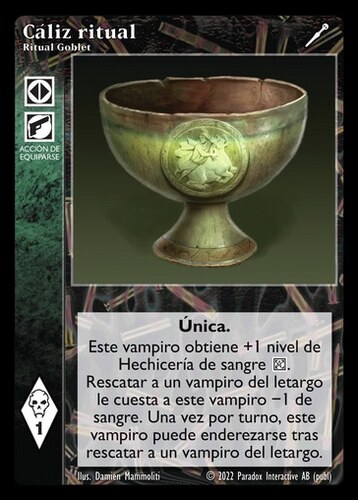 Cáliz ritual
Ritual Goblet
ACCIÓN DE
EQUIPARSE
Única.
Este vampiro obtiene +1 nivel de
Hechicería de sangre.
Rescatar a un vampiro del letargo
le cuesta a este vampiro −1 de
sangre. Una vez por turno, este
vampiro puede enderezarse tras
rescatar a un vampiro del letargo.
1
Ilus. Damien Mammoliti © 2022 Paradox Interactive AB (publ)